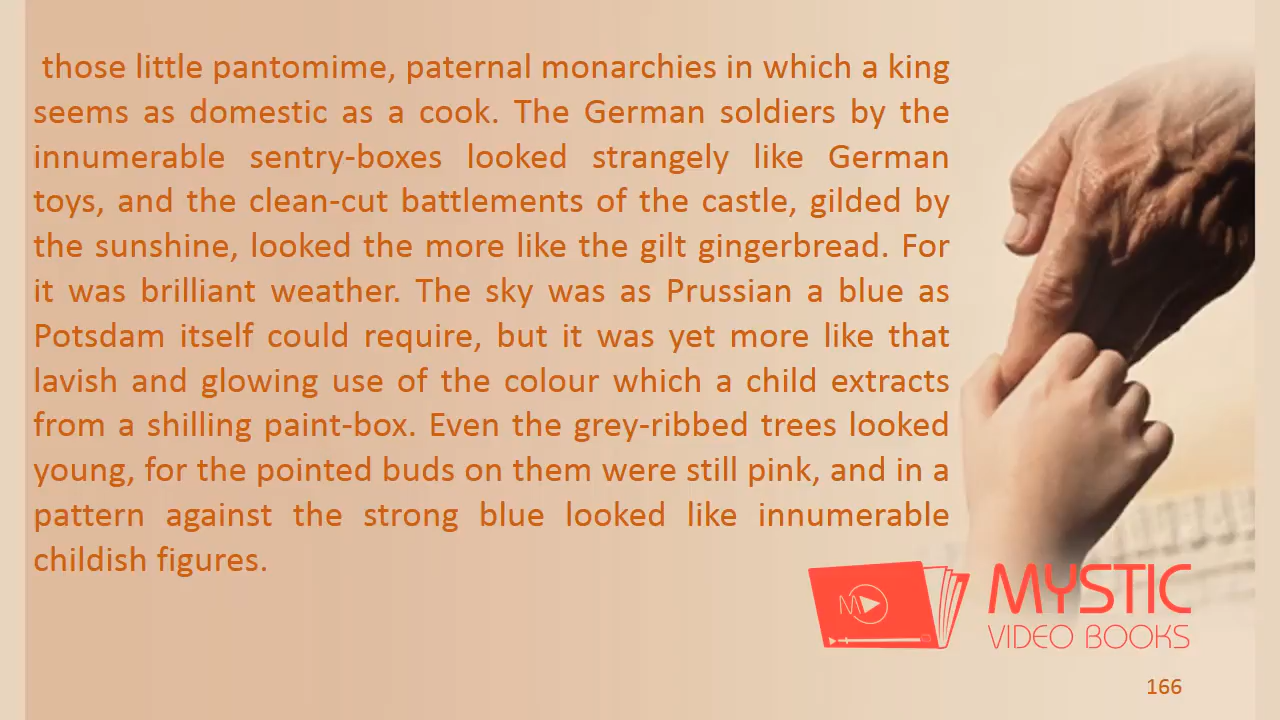 those little pantomime, paternal monarchies in which a king
seems as domestic as a cook. The German soldiers by the
innumerable sentry-boxes looked strangely like German
toys, and the clean-cut battlements of the castle, gilded by
the sunshine, looked the more like the gilt gingerbread. For
it was brilliant weather. The sky was as Prussian a blue as
Potsdam itself could require, but it was yet more like that
lavish and glowing use of the colour which a child extracts
from a shilling paint-box. Even the grey-ribbed trees looked
young, for the pointed buds on them were still pink, and in a
pattern against the strong blue looked like innumerable
childish figures.
M
MYSTIC
VIDEO BOOKS
166